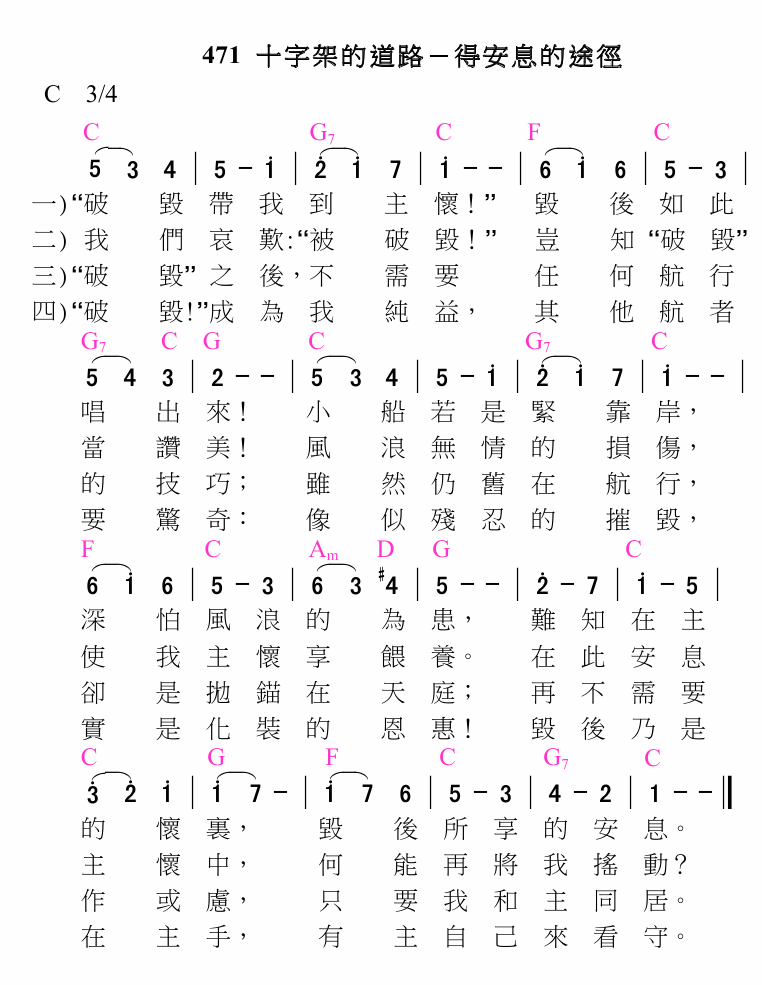 471 十字架的道路－得安息的途徑
C 3/4
C G7 C F C
5 3 4 | 5 - i | 2̇ i 7 | i - - | 6 i 6 | 5 - 3 |
一)“破 毀 帶 我 到 主 懷！” 毀 後 如 此
二) 我 們 哀 歎:“被 破 毀！” 豈 知 “破 毀”
三)“破 毀” 之 後，不 需 要 任 何 航 行
四)“破 毀!”成 為 我 純 益， 其 他 航 者
G7 C G C G7 C
5 4 3 | 2 - - | 5 3 4 | 5 - i | 2̇ i 7 | i - - |
唱 出 來！ 小 船 若 是 緊 靠 岸，
當 讚 美！ 風 浪 無 情 的 損 傷，
的 技 巧； 雖 然 仍 舊 在 航 行，
要 驚 奇： 像 似 殘 忍 的 摧 毀，
F C Am D G C
6 i 6 | 5 - 3 | 6 3 #4 | 5 - - | 2̇ - 7 | i - 5 |
深 怕 風 浪 的 為 患， 難 知 在 主
使 我 主 懷 享 餵 養。 在 此 安 息
卻 是 拋 錨 在 天 庭； 再 不 需 要
實 是 化 裝 的 恩 惠！ 毀 後 乃 是
C G F C G7 C
3̇ 2̇ i | i 7 - | i 7 6 | 5 - 3 | 4 - 2 | 1 - - ‖
的 懷 裏， 毀 後 所 享 的 安 息。
主 懷 中， 何 能 再 將 我 搖 動？
作 或 慮， 只 要 我 和 主 同 居。
在 主 手， 有 主 自 己 來 看 守。